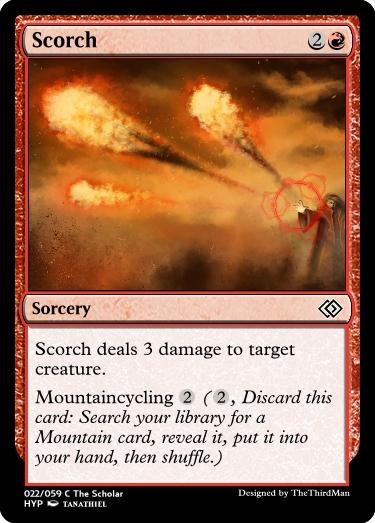 Scorch 2
Sorcery
Scorch deals 3 damage to target
creature.
Mountaincycling 2 (2, Discard this
card: Search your library for a
Mountain card, reveal it, put it into
your hand, then shuffle.)
022/059 C The Scholar
HYP TANATHIEL
Designed by TheThirdMan